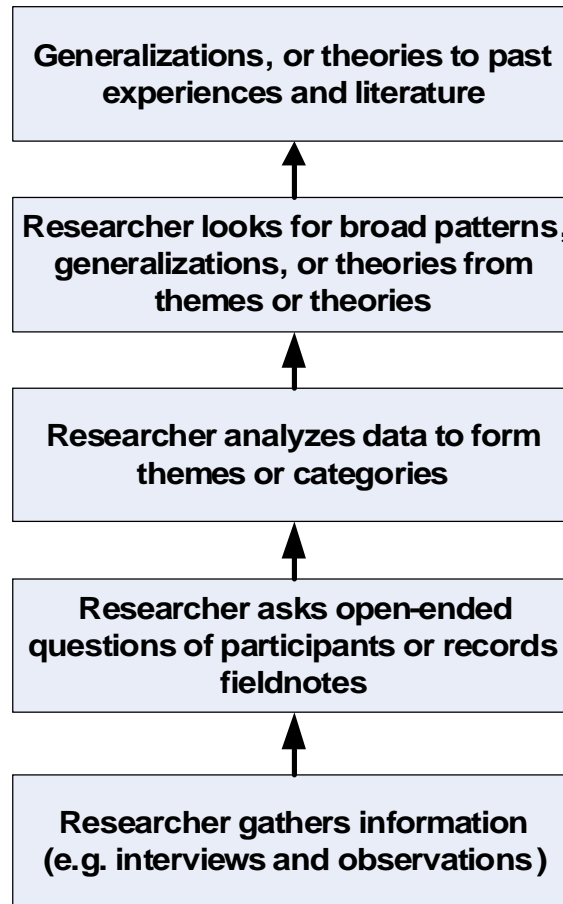 Generalizations, or theories to past
experiences and literature
Researcher looks for broad patterns,
generalizations, or theories from
themes or theories
Researcher analyzes data to form
themes or categories
Researcher asks open-ended
questions of participants or records
fieldnotes
Researcher gathers information
(e.g. interviews and observations)